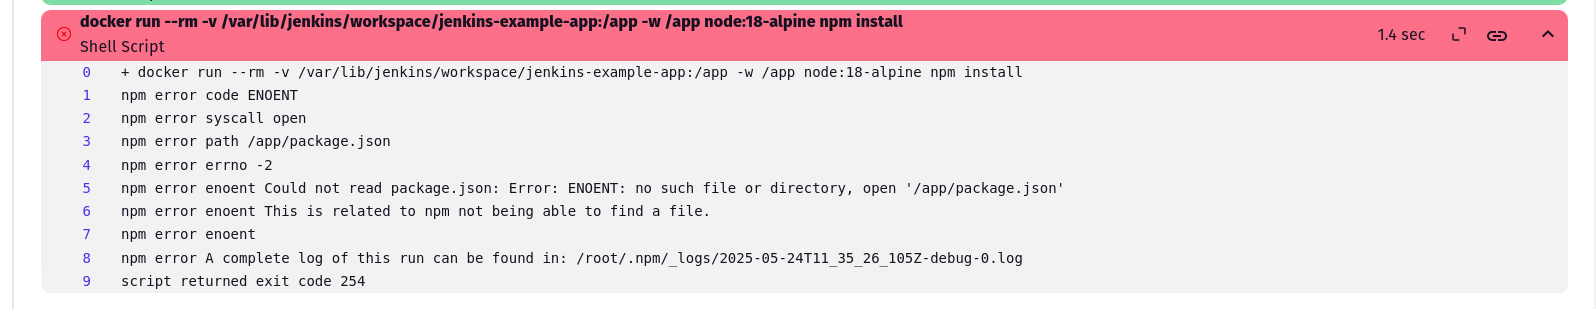 docker run --rm -v /var/lib/jenkins/workspace/jenkins-example-app:/app -w /app node:18-alpine npm install
Shell Script
1.4 sec
0 + docker run --rm -v /var/lib/jenkins/workspace/jenkins-example-app:/app -w /app node:18-alpine npm install
1 npm error code ENOENT
2 npm error syscall open
3 npm error path /app/package.json
4 npm error errno -2
5 npm error enoent Could not read package.json: Error: ENOENT: no such file or directory, open '/app/package.json'
6 npm error enoent This is related to npm not being able to find a file.
7 npm error enoent
8 npm error A complete log of this run can be found in: /root/.npm/_logs/2025-05-24T11_35_26_105Z-debug-0.log
9 script returned exit code 254